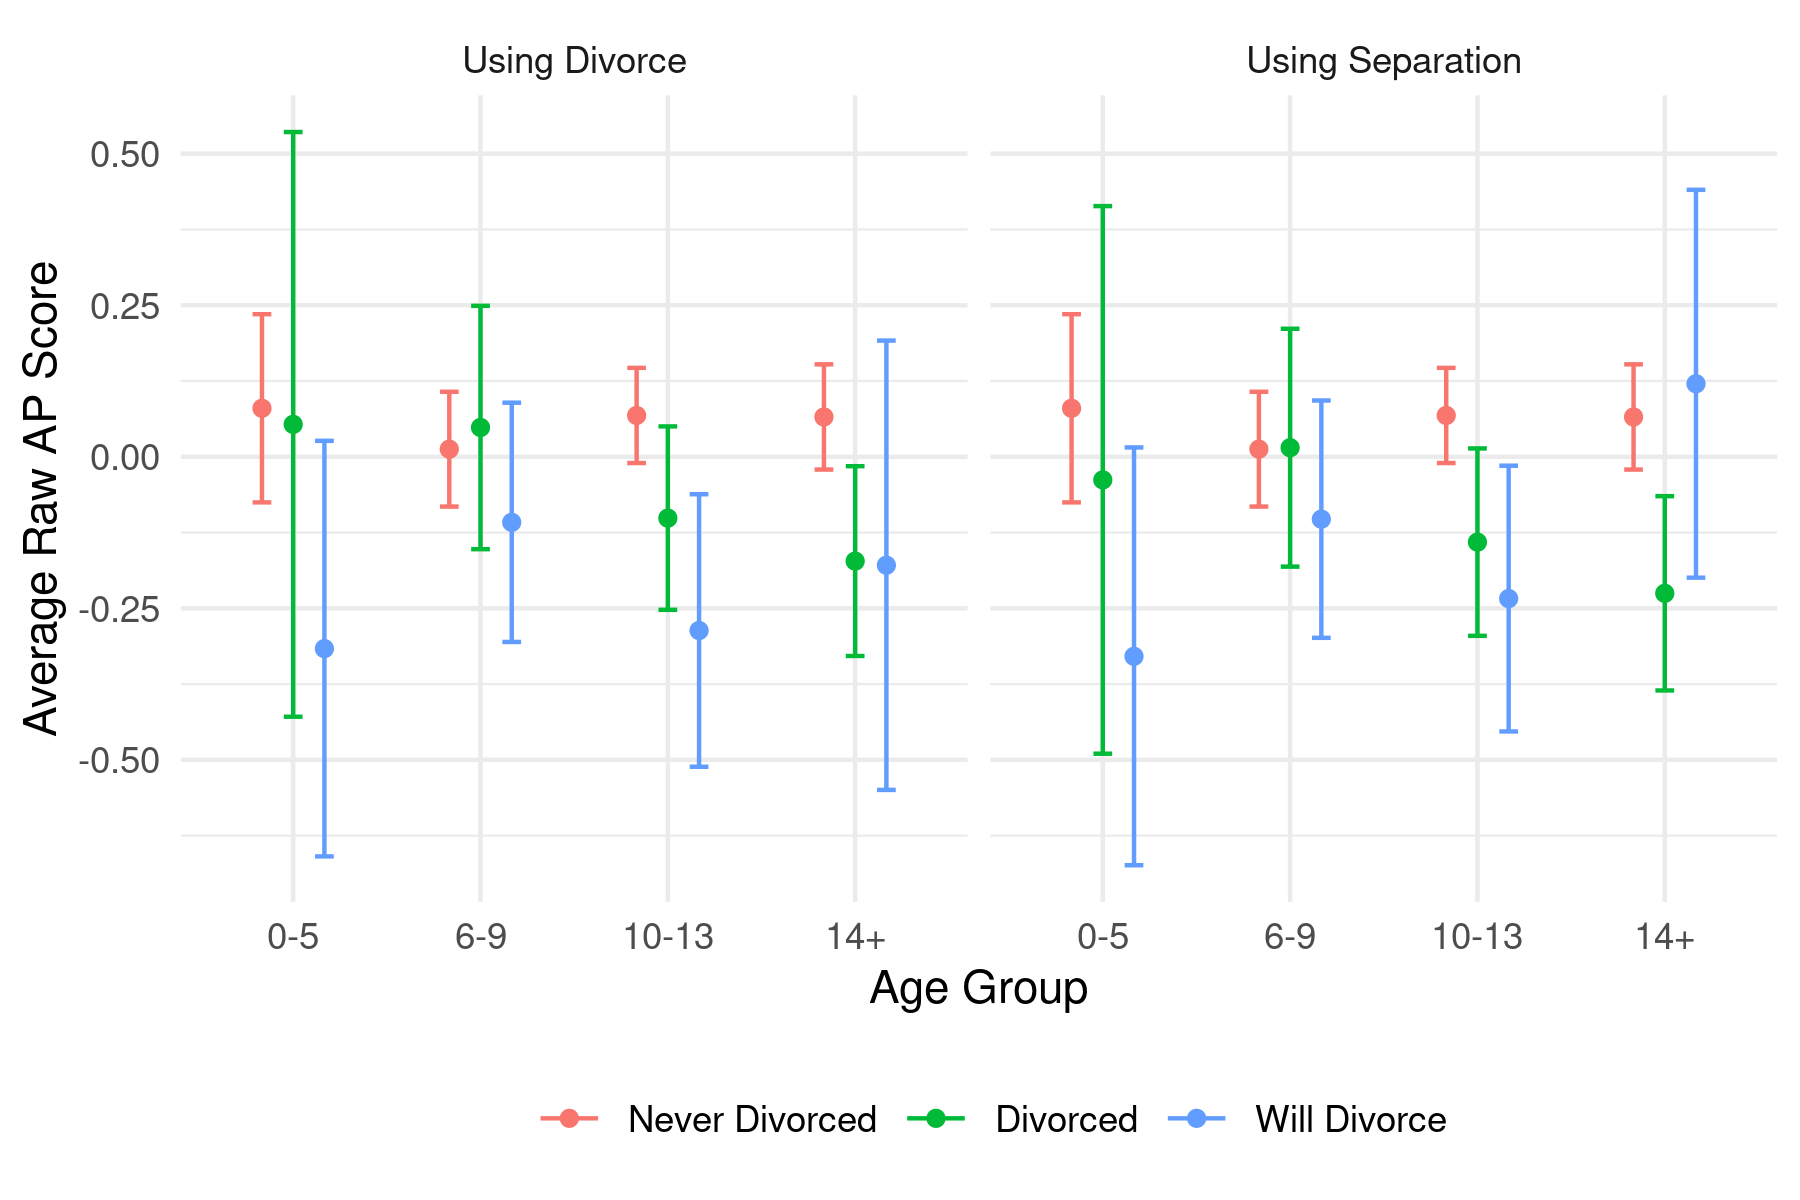 Using Divorce
Using Separation
Average Raw AP Score
0.50
0.25
0.00
-0.25
-0.50
0-5 6-9 10-13 14+
0-5 6-9 10-13 14+
Age Group
Never Divorced Divorced Will Divorce